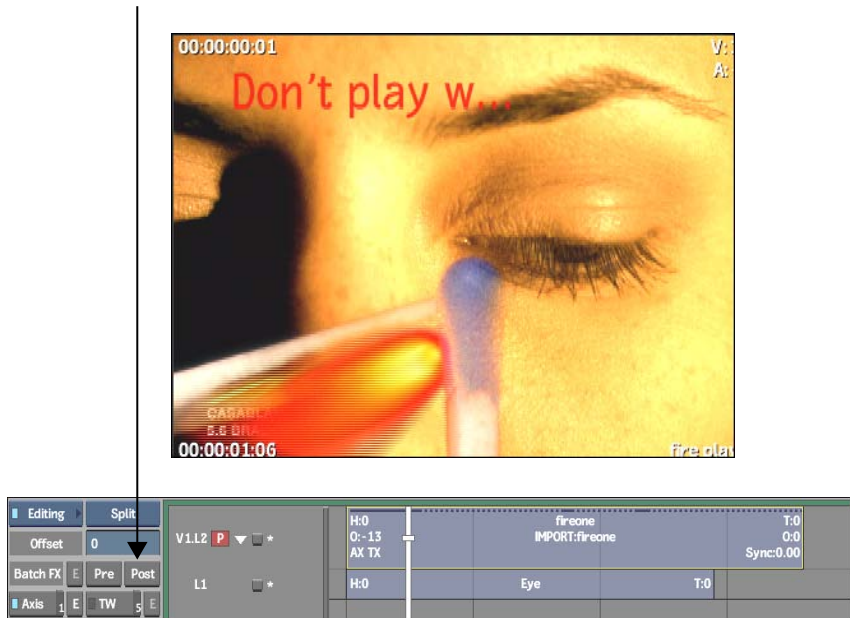 00:00:00:01
V:
A:
Don't play w...
00:00:01:06
fire play
Editing Split
Offset 0
Batch FX E Pre Post
Axis 1 E TW 5 E
V1.L2 P *
L1 *
H:0 fireone T:0
0:-13 IMPORT:fireone 0:0
AX TX Sync:0.00
H:0 Eye T:0